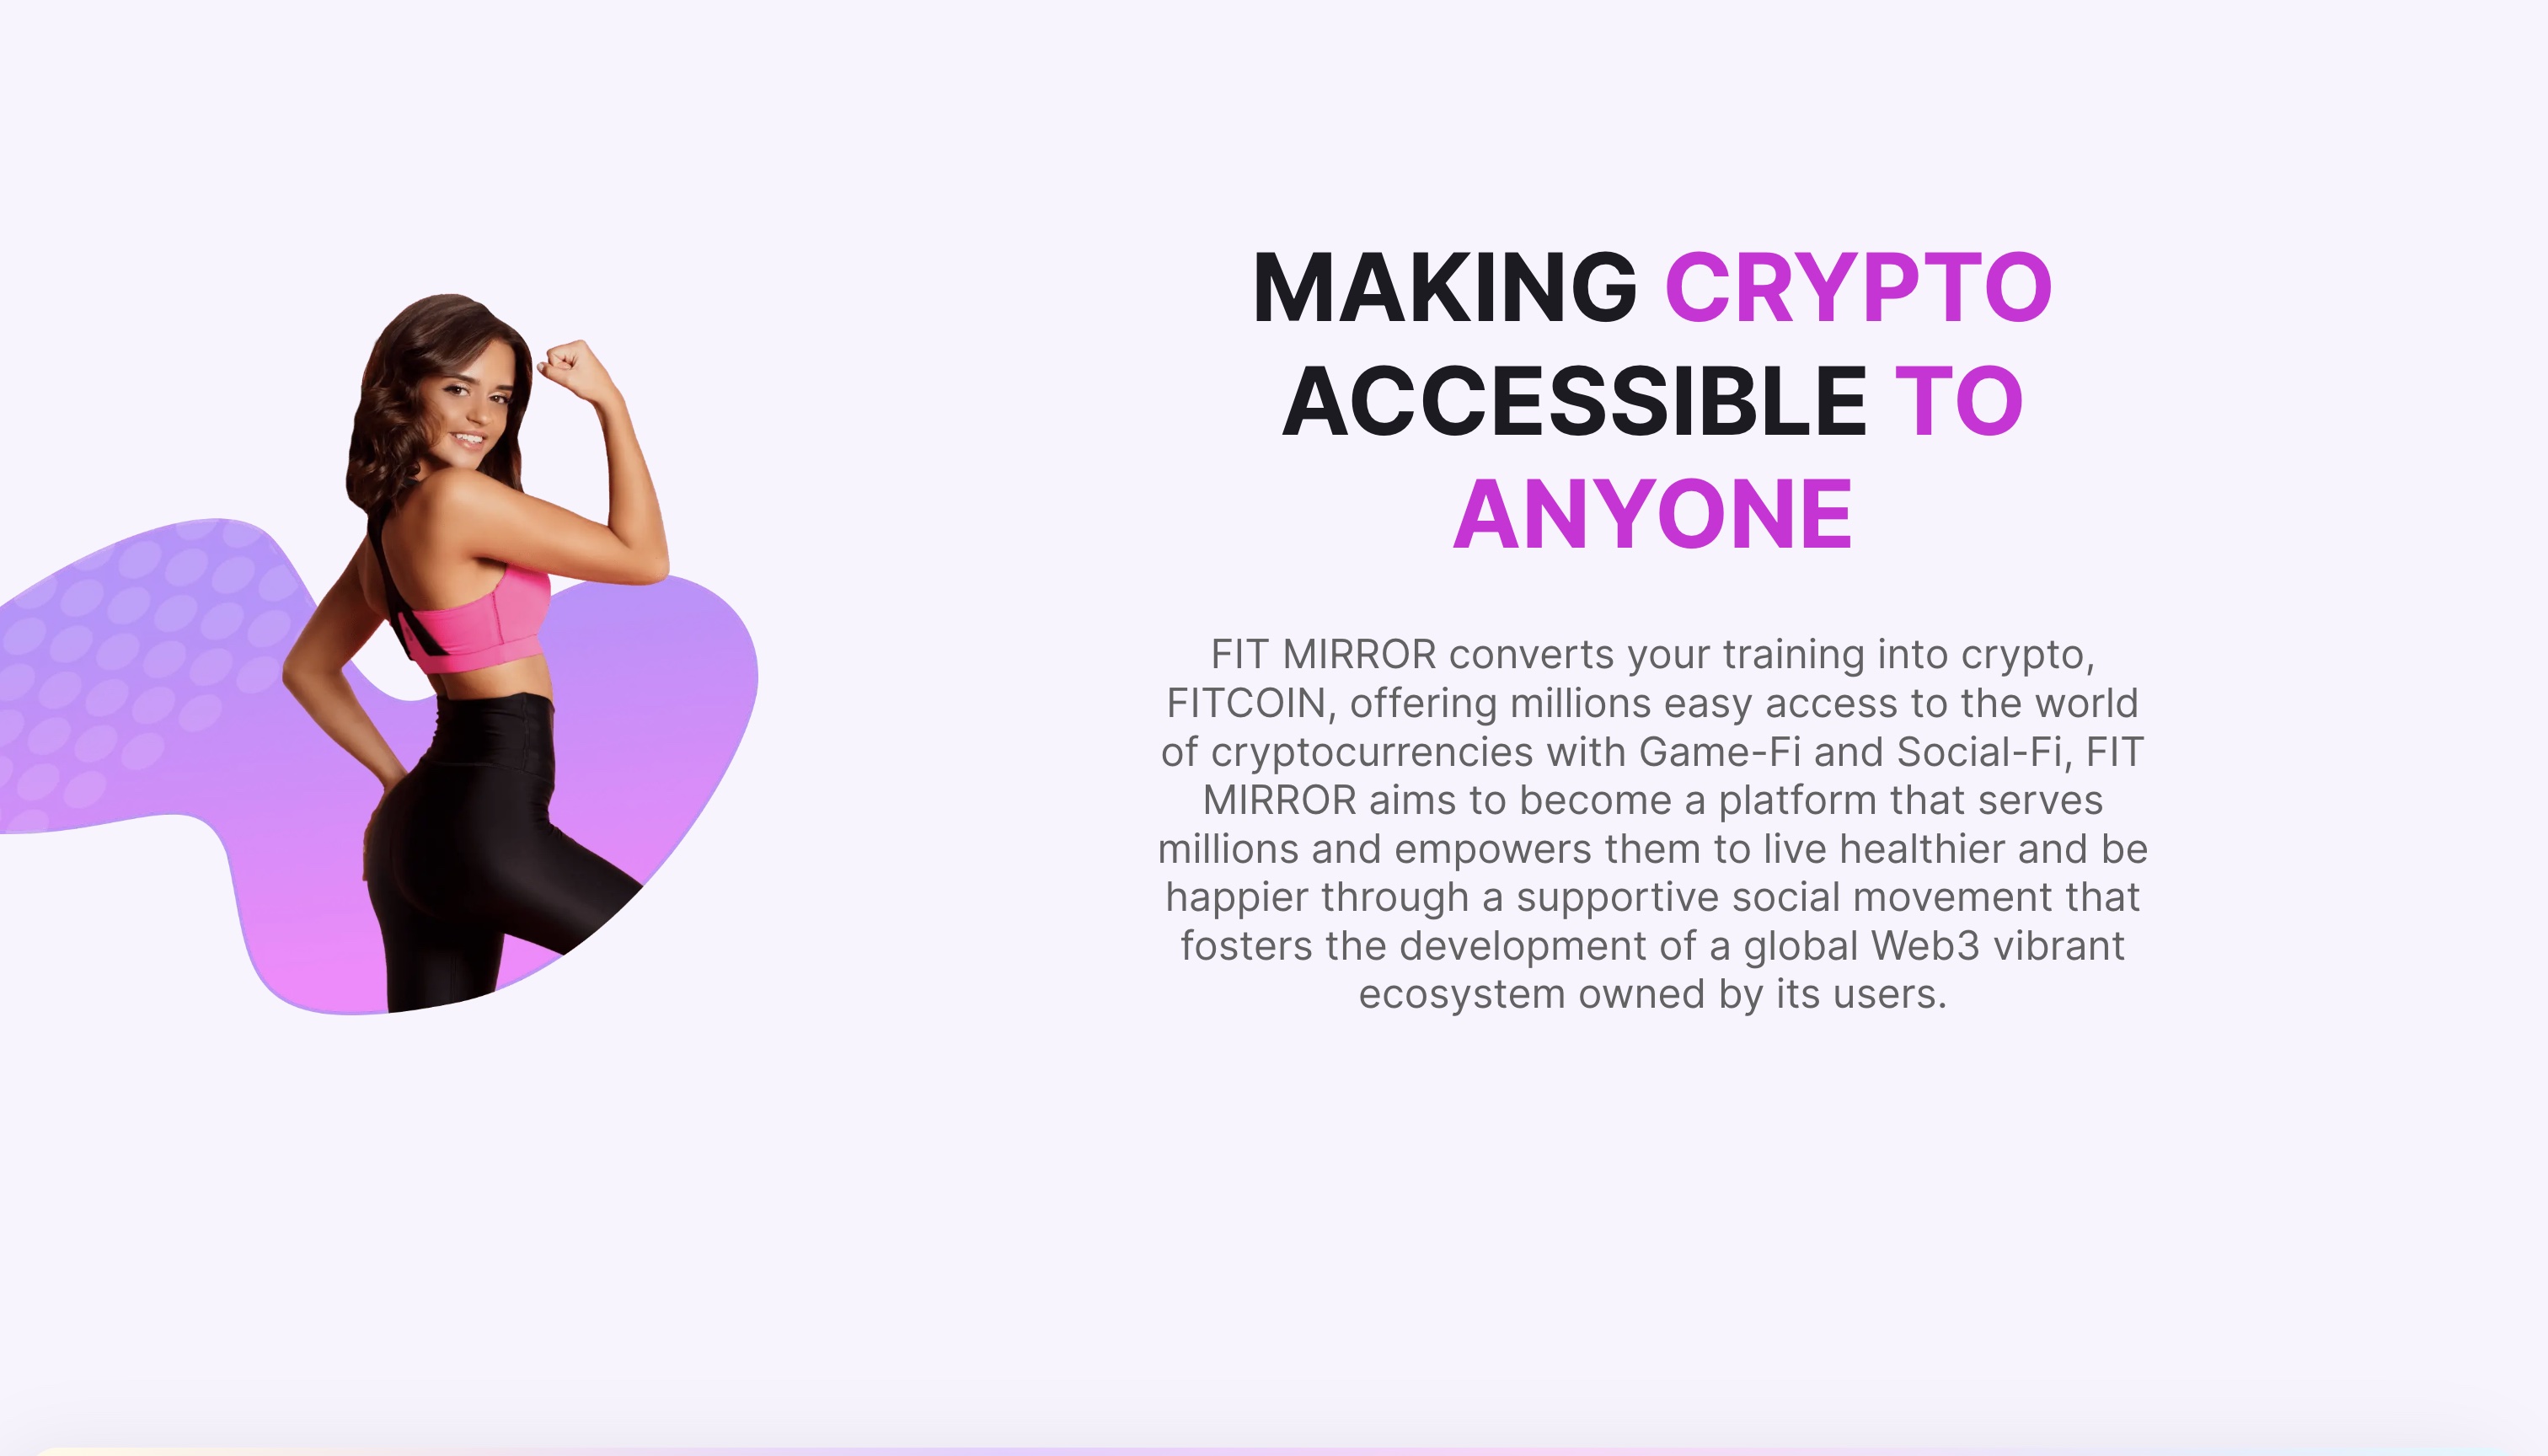 MAKING CRYPTO
ACCESSIBLE TO
ANYONE
FIT MIRROR converts your training into crypto,
FITCOIN, offering millions easy access to the world
of cryptocurrencies with Game-Fi and Social-Fi, FIT
MIRROR aims to become a platform that serves
millions and empowers them to live healthier and be
happier through a supportive social movement that
fosters the development of a global Web3 vibrant
ecosystem owned by its users.